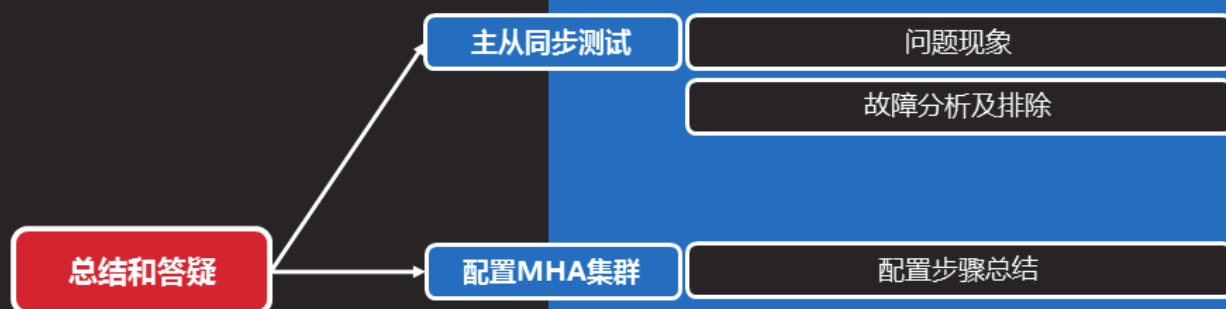 主从同步测试
问题现象
故障分析及排除
总结和答疑
配置MHA集群
配置步骤总结